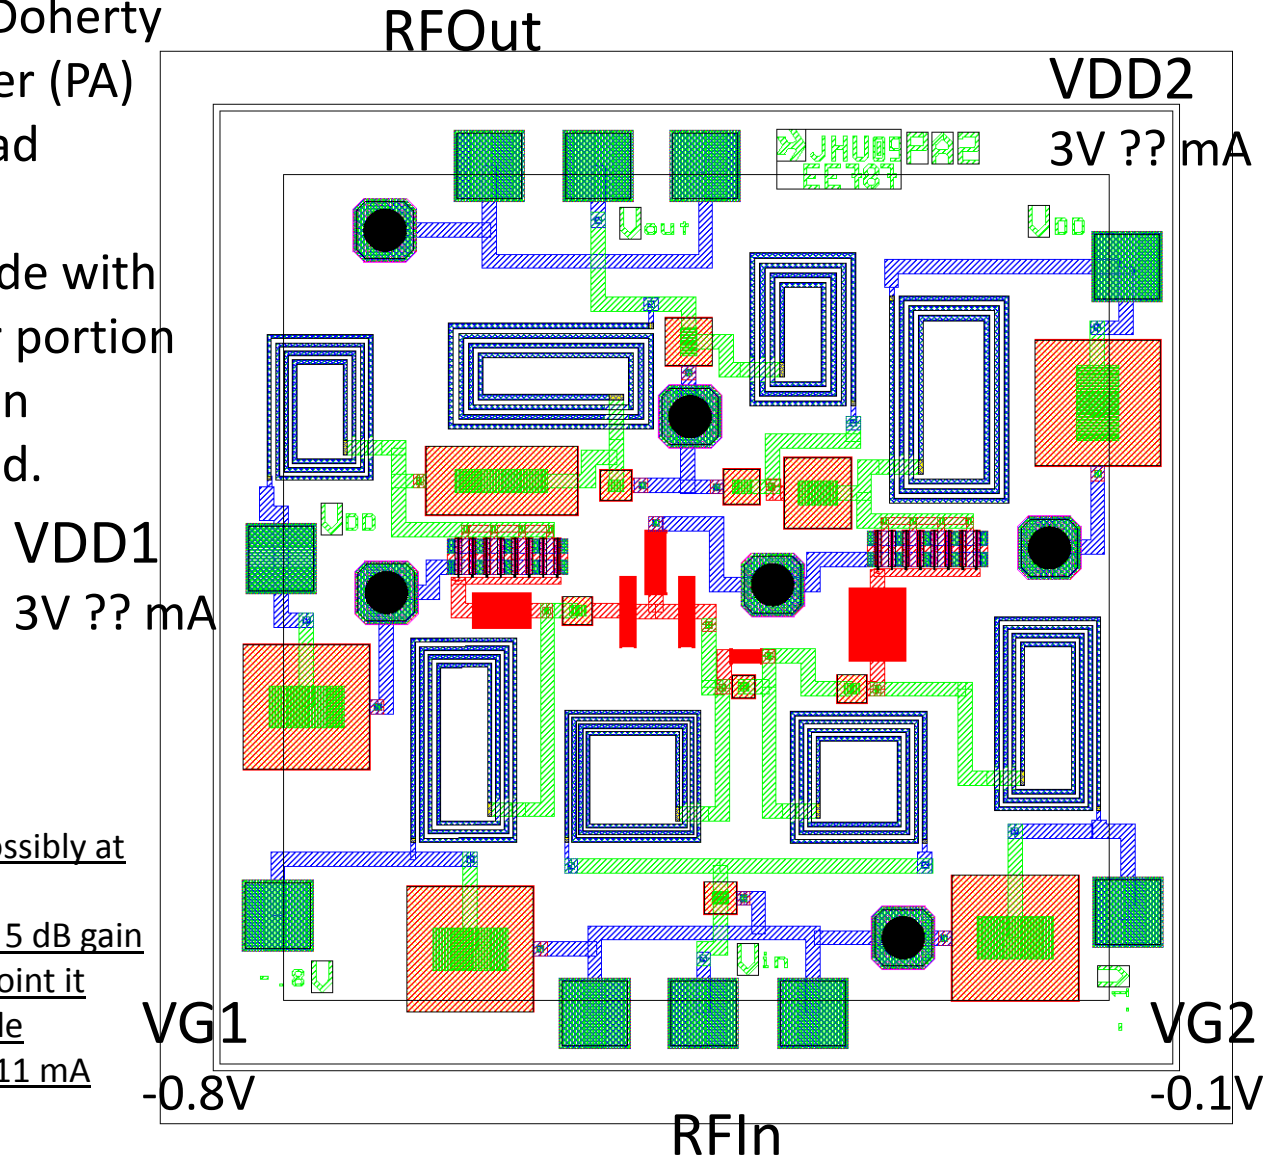 Doherty
er (PA)
ad
de with
r portion
n
d.
RFOut
VDD2
3V ?? mA
JHU09PA2
EE787
Vout
VDD
VDD
VDD1
3V ?? mA
ossibly at
5 dB gain
oint it
le
11 mA
-.8V
Vin
-.1V
VG1
-0.8V
VG2
-0.1V
RFIn